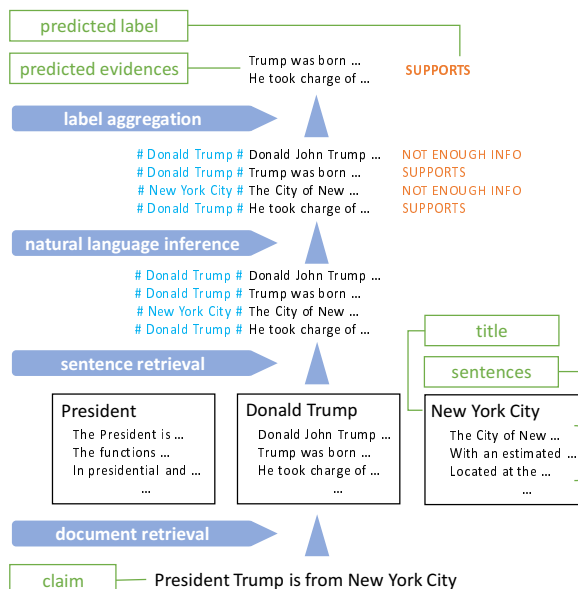 predicted label
predicted evidences
Trump was born ...
He took charge of ...
SUPPORTS
label aggregation
# Donald Trump # Donald John Trump ... NOT ENOUGH INFO
# Donald Trump # Trump was born ... SUPPORTS
# New York City # The City of New ... NOT ENOUGH INFO
# Donald Trump # He took charge of ... SUPPORTS
natural language inference
# Donald Trump # Donald John Trump ...
# Donald Trump # Trump was born ...
# New York City # The City of New ...
# Donald Trump # He took charge of ...
title
sentence retrieval
sentences
President
The President is ...
The functions ...
In presidential and ...
...
Donald Trump
Donald John Trump ...
Trump was born ...
He took charge of ...
...
New York City
The City of New ...
With an estimated ...
Located at the ...
...
document retrieval
claim
President Trump is from New York City